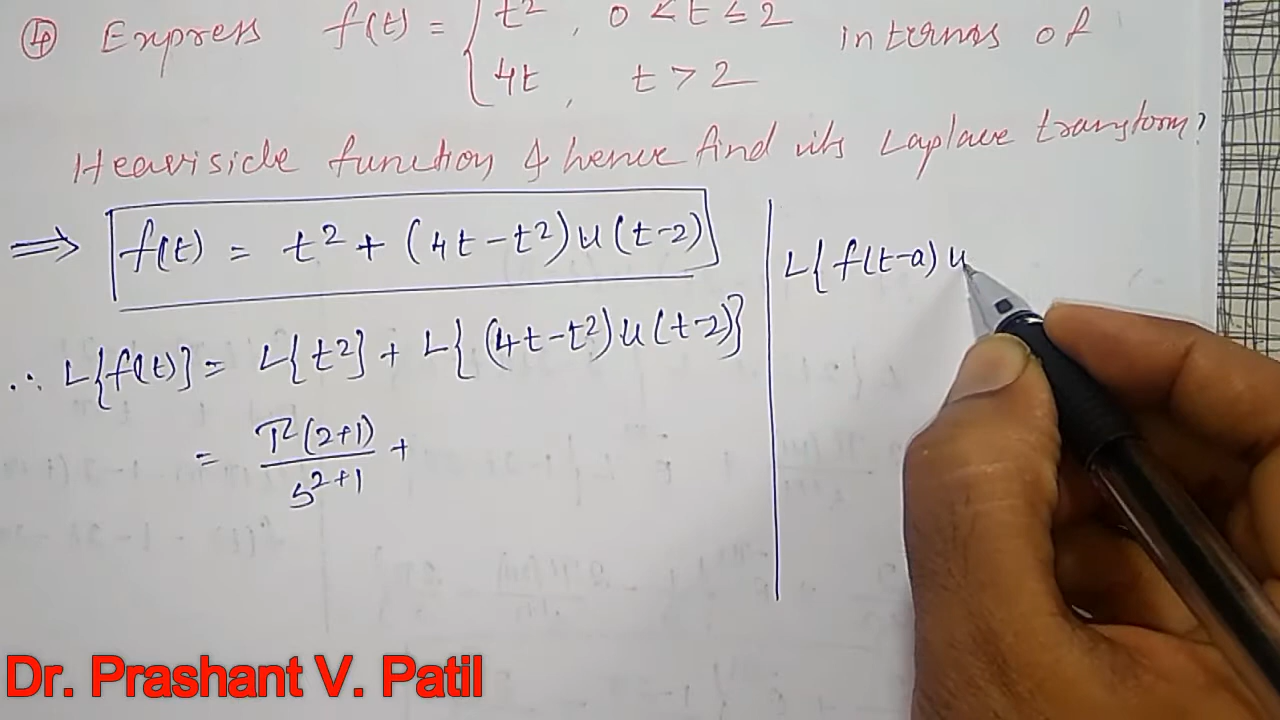 ④ Express f(t) = { t², 0 < t ≤ 2 in terms of
4t, t > 2
Heaviside function & hence find its Laplace transform?
⇒ f(t) = t² + (4t-t²)u(t-2)
∴ L{f(t)} = L{t²} + L{(4t-t²)u(t-2)}
= Γ(2+1)/s²⁺¹ +
L{f(t-a)u
Dr. Prashant V. Patil